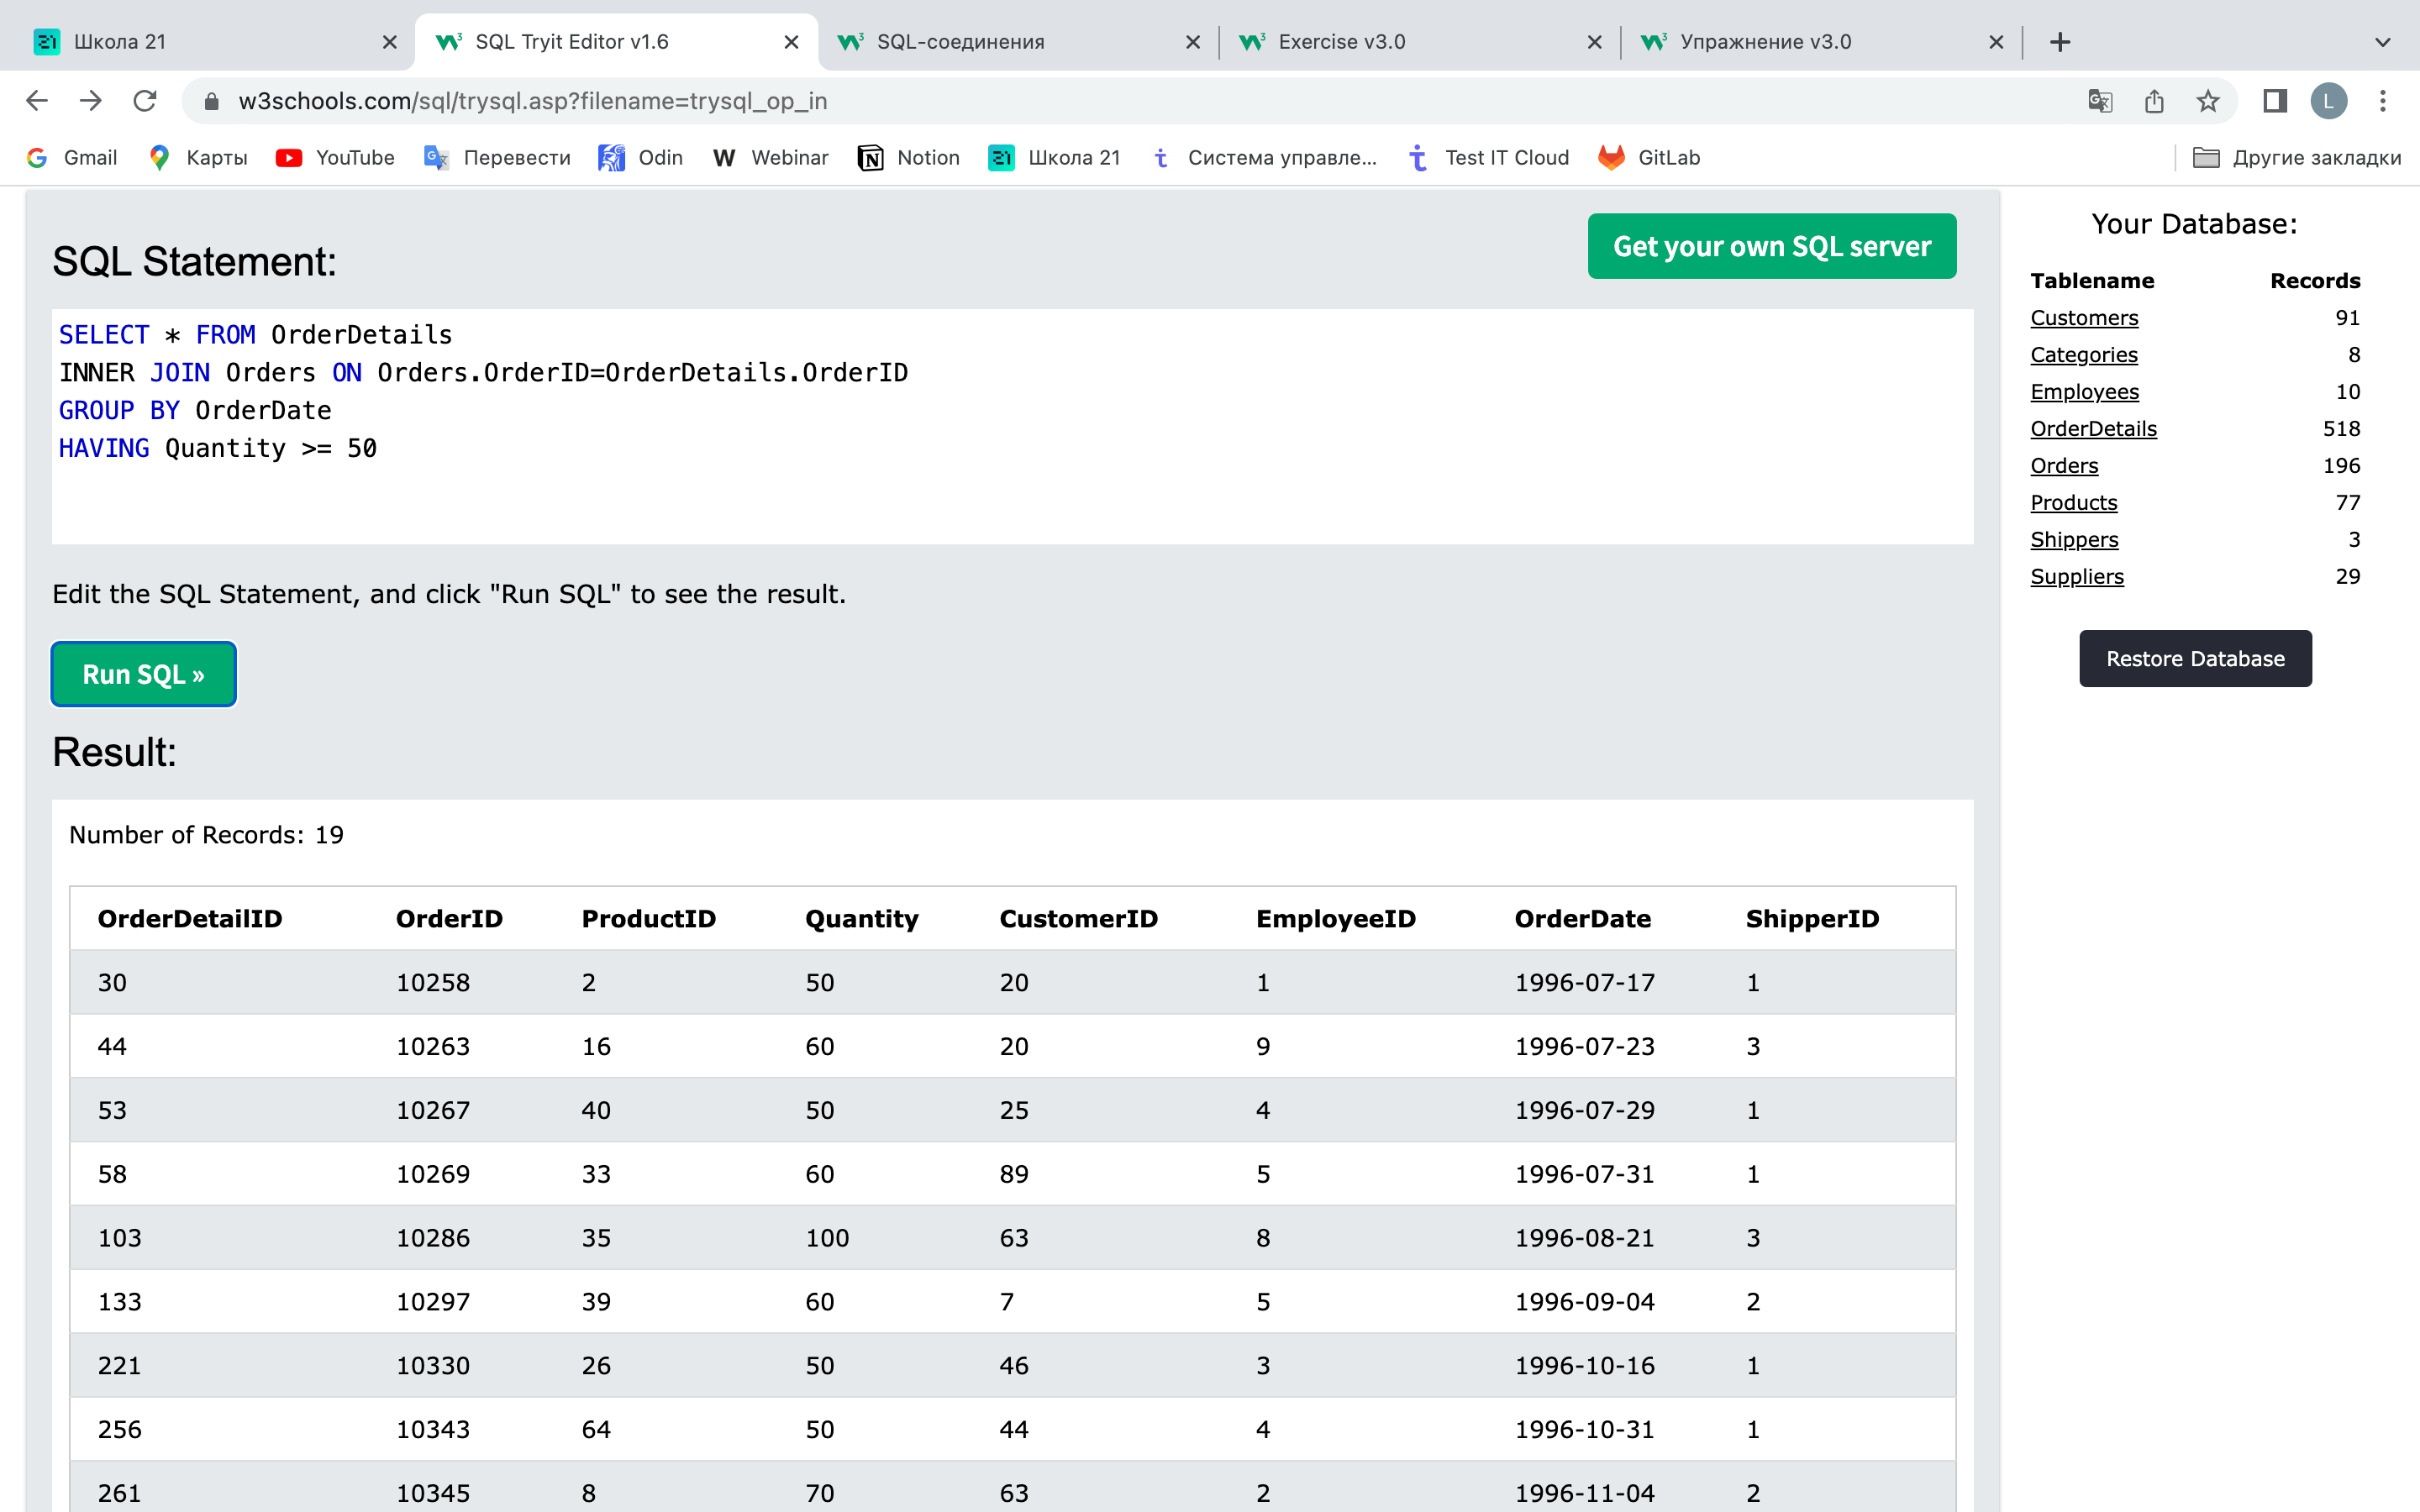 Школа 21
SQL Tryit Editor v1.6
SQL-соединения
Exercise v3.0
Упражнение v3.0
w3schools.com/sql/trysql.asp?filename=trysql_op_in
L
Gmail
Карты
YouTube
Перевести
Odin
W Webinar
Notion
Школа 21
Система управле...
Test IT Cloud
GitLab
Другие закладки
SQL Statement:
Get your own SQL server
SELECT * FROM OrderDetails
INNER JOIN Orders ON Orders.OrderID=OrderDetails.OrderID
GROUP BY OrderDate
HAVING Quantity >= 50
Edit the SQL Statement, and click "Run SQL" to see the result.
Run SQL »
Result:
Number of Records: 19
OrderDetailID OrderID ProductID Quantity CustomerID EmployeeID OrderDate ShipperID
30 10258 2 50 20 1 1996-07-17 1
44 10263 16 60 20 9 1996-07-23 3
53 10267 40 50 25 4 1996-07-29 1
58 10269 33 60 89 5 1996-07-31 1
103 10286 35 100 63 8 1996-08-21 3
133 10297 39 60 7 5 1996-09-04 2
221 10330 26 50 46 3 1996-10-16 1
256 10343 64 50 44 4 1996-10-31 1
261 10345 8 70 63 2 1996-11-04 2
Your Database:
Tablename Records
Customers 91
Categories 8
Employees 10
OrderDetails 518
Orders 196
Products 77
Shippers 3
Suppliers 29
Restore Database